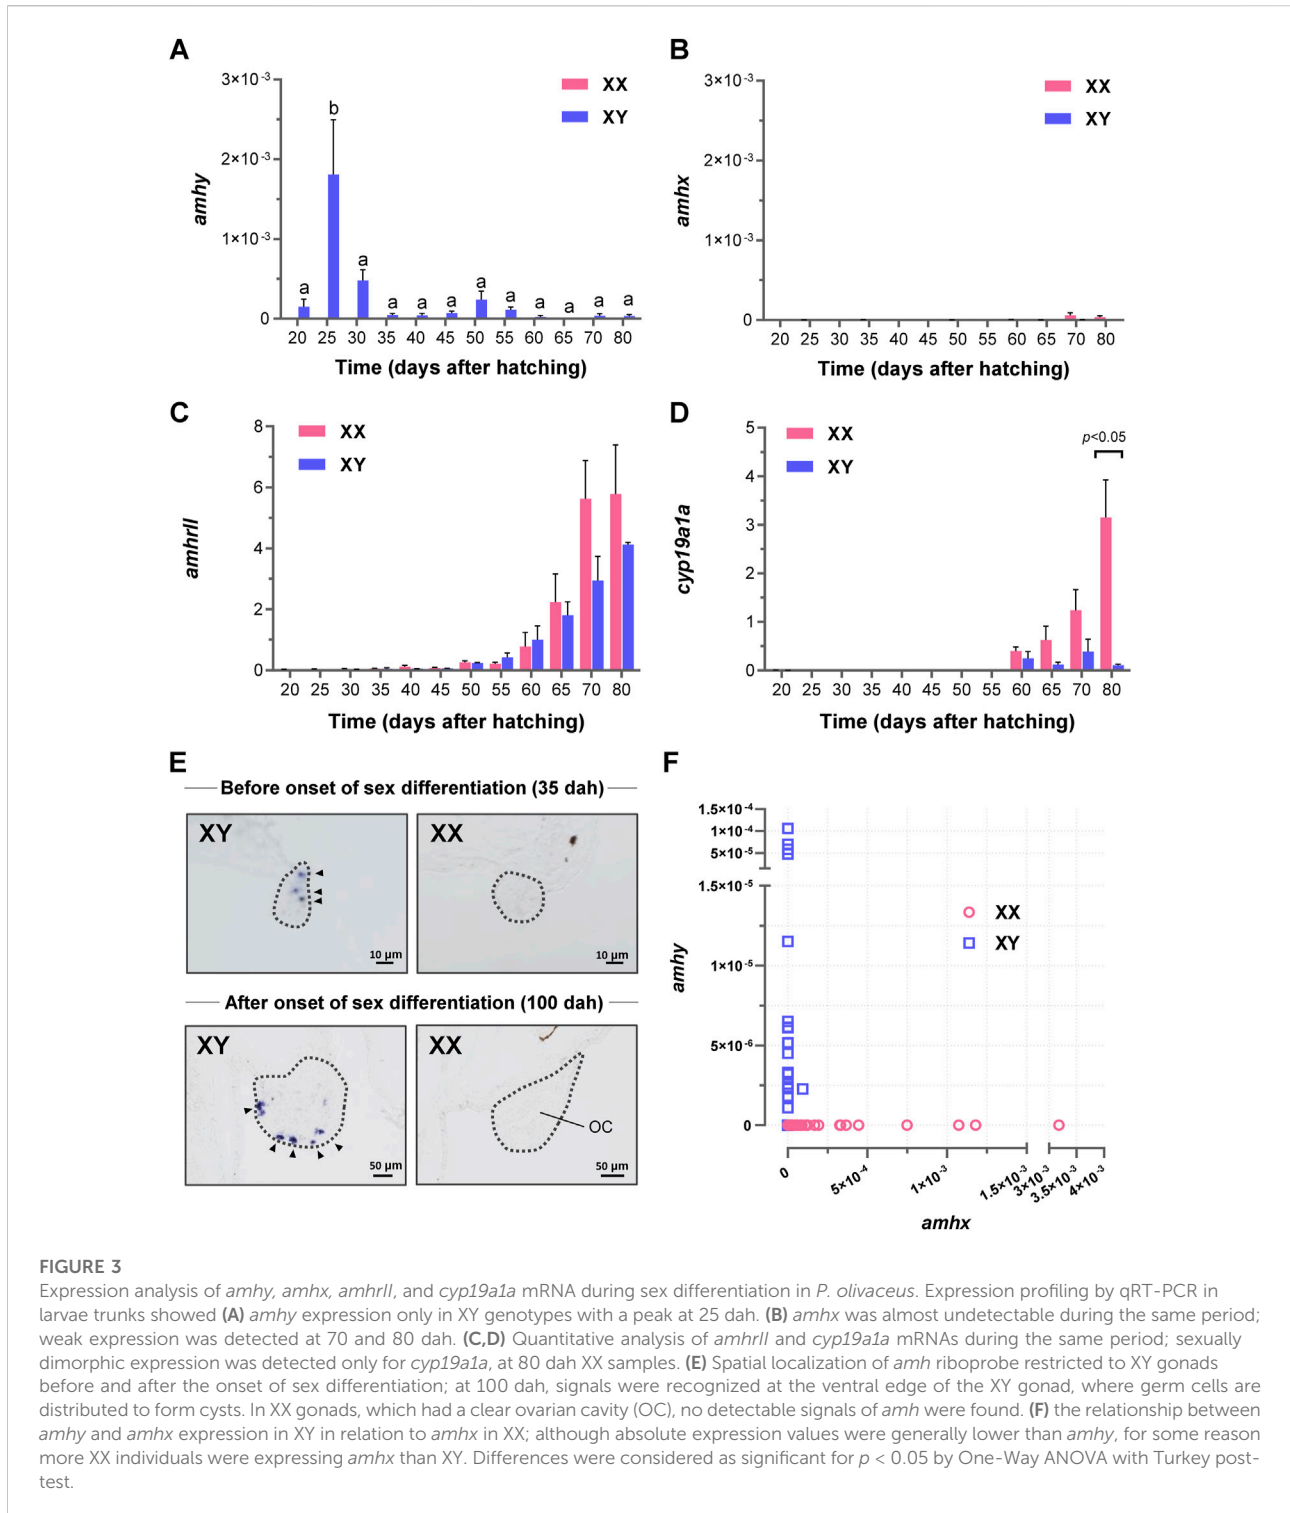 A
amhy
3×10-3
2×10-3
1×10-3
0
XX
XY
a
b
a
a
a
a
a
a
a
a
a
a
20 25 30 35 40 45 50 55 60 65 70 80
Time (days after hatching)
B
amhx
3×10-3
2×10-3
1×10-3
0
XX
XY
20 25 30 35 40 45 50 55 60 65 70 80
Time (days after hatching)
C
amhrII
8
6
4
2
0
XX
XY
20 25 30 35 40 45 50 55 60 65 70 80
Time (days after hatching)
D
cyp19a1a
5
4
3
2
1
0
XX
XY
p<0.05
20 25 30 35 40 45 50 55 60 65 70 80
Time (days after hatching)
E
Before onset of sex differentiation (35 dah)
XY
10 µm
XX
10 µm
After onset of sex differentiation (100 dah)
XY
50 µm
XX
OC
50 µm
F
amhy
1.5×10-4
1×10-4
5×10-5
1.5×10-5
1×10-5
5×10-6
0
XX
XY
0 5×10-4 1×10-3 1.5×10-3 3×10-3 3.5×10-3 4×10-3
amhx
FIGURE 3
Expression analysis of amhy, amhx, amhrII, and cyp19a1a mRNA during sex differentiation in P. olivaceus. Expression profiling by qRT-PCR in
larvae trunks showed (A) amhy expression only in XY genotypes with a peak at 25 dah. (B) amhx was almost undetectable during the same period;
weak expression was detected at 70 and 80 dah. (C,D) Quantitative analysis of amhrII and cyp19a1a mRNAs during the same period; sexually
dimorphic expression was detected only for cyp19a1a, at 80 dah XX samples. (E) Spatial localization of amh riboprobe restricted to XY gonads
before and after the onset of sex differentiation; at 100 dah, signals were recognized at the ventral edge of the XY gonad, where germ cells are
distributed to form cysts. In XX gonads, which had a clear ovarian cavity (OC), no detectable signals of amh were found. (F) the relationship between
amhy and amhx expression in XY in relation to amhx in XX; although absolute expression values were generally lower than amhy, for some reason
more XX individuals were expressing amhx than XY. Differences were considered as significant for p < 0.05 by One-Way ANOVA with Turkey post-
test.